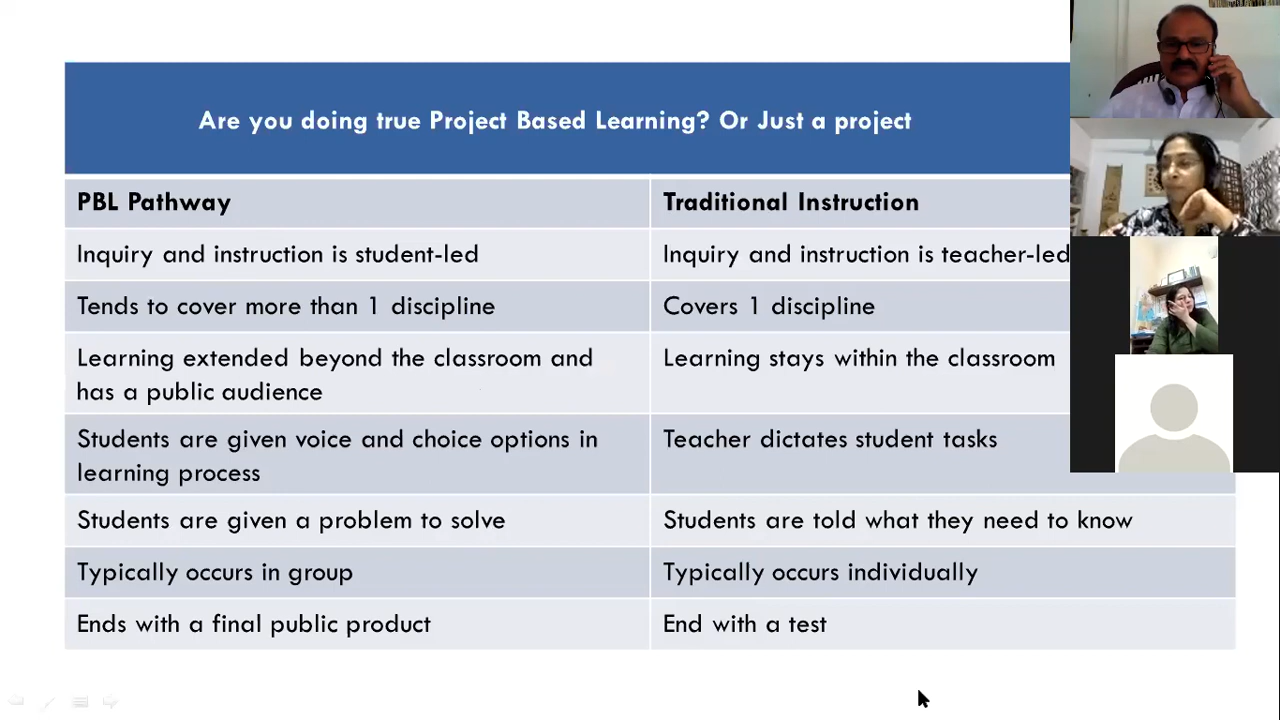 Are you doing true Project Based Learning? Or Just a project
PBL Pathway
Traditional Instruction
Inquiry and instruction is student-led
Inquiry and instruction is teacher-led
Tends to cover more than 1 discipline
Covers 1 discipline
Learning extended beyond the classroom and
has a public audience
Learning stays within the classroom
Students are given voice and choice options in
learning process
Teacher dictates student tasks
Students are given a problem to solve
Students are told what they need to know
Typically occurs in group
Typically occurs individually
Ends with a final public product
End with a test